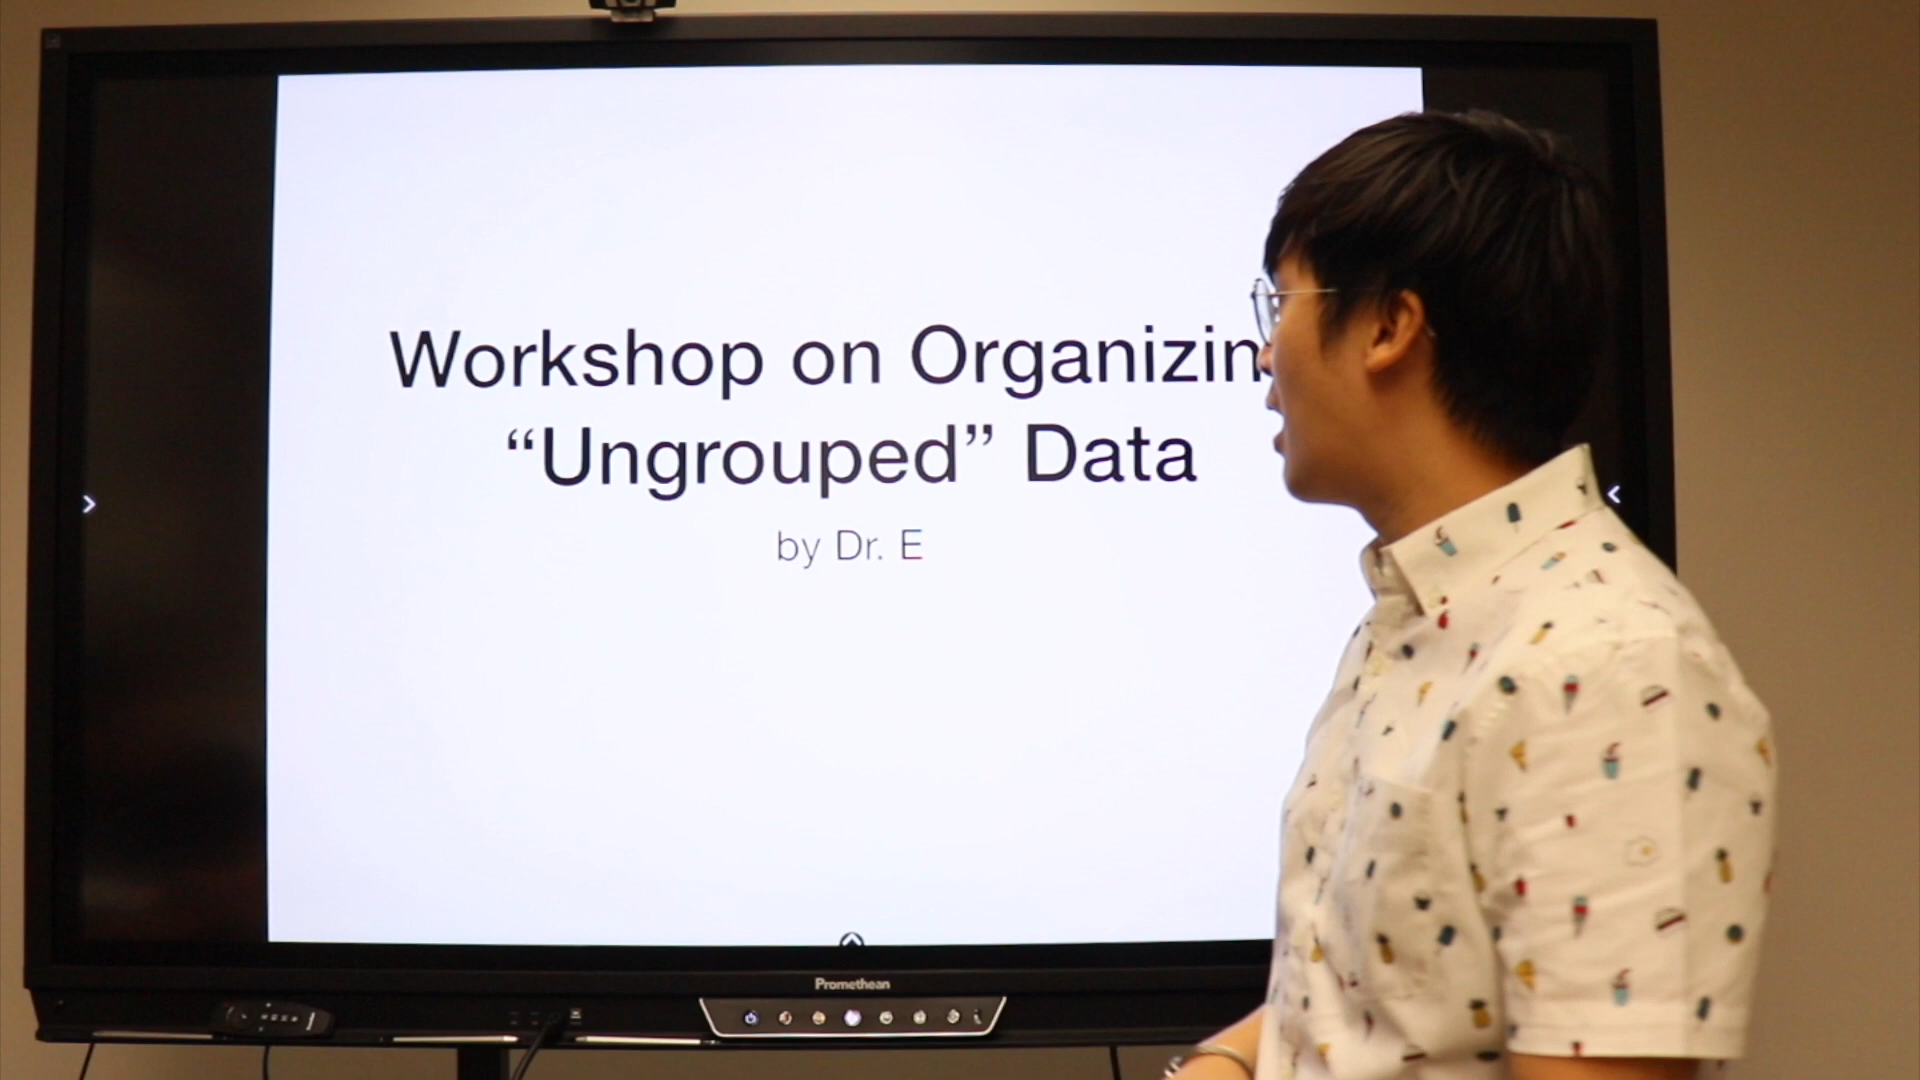 Workshop on Organizin
“Ungrouped” Data
by Dr. E
Promethean